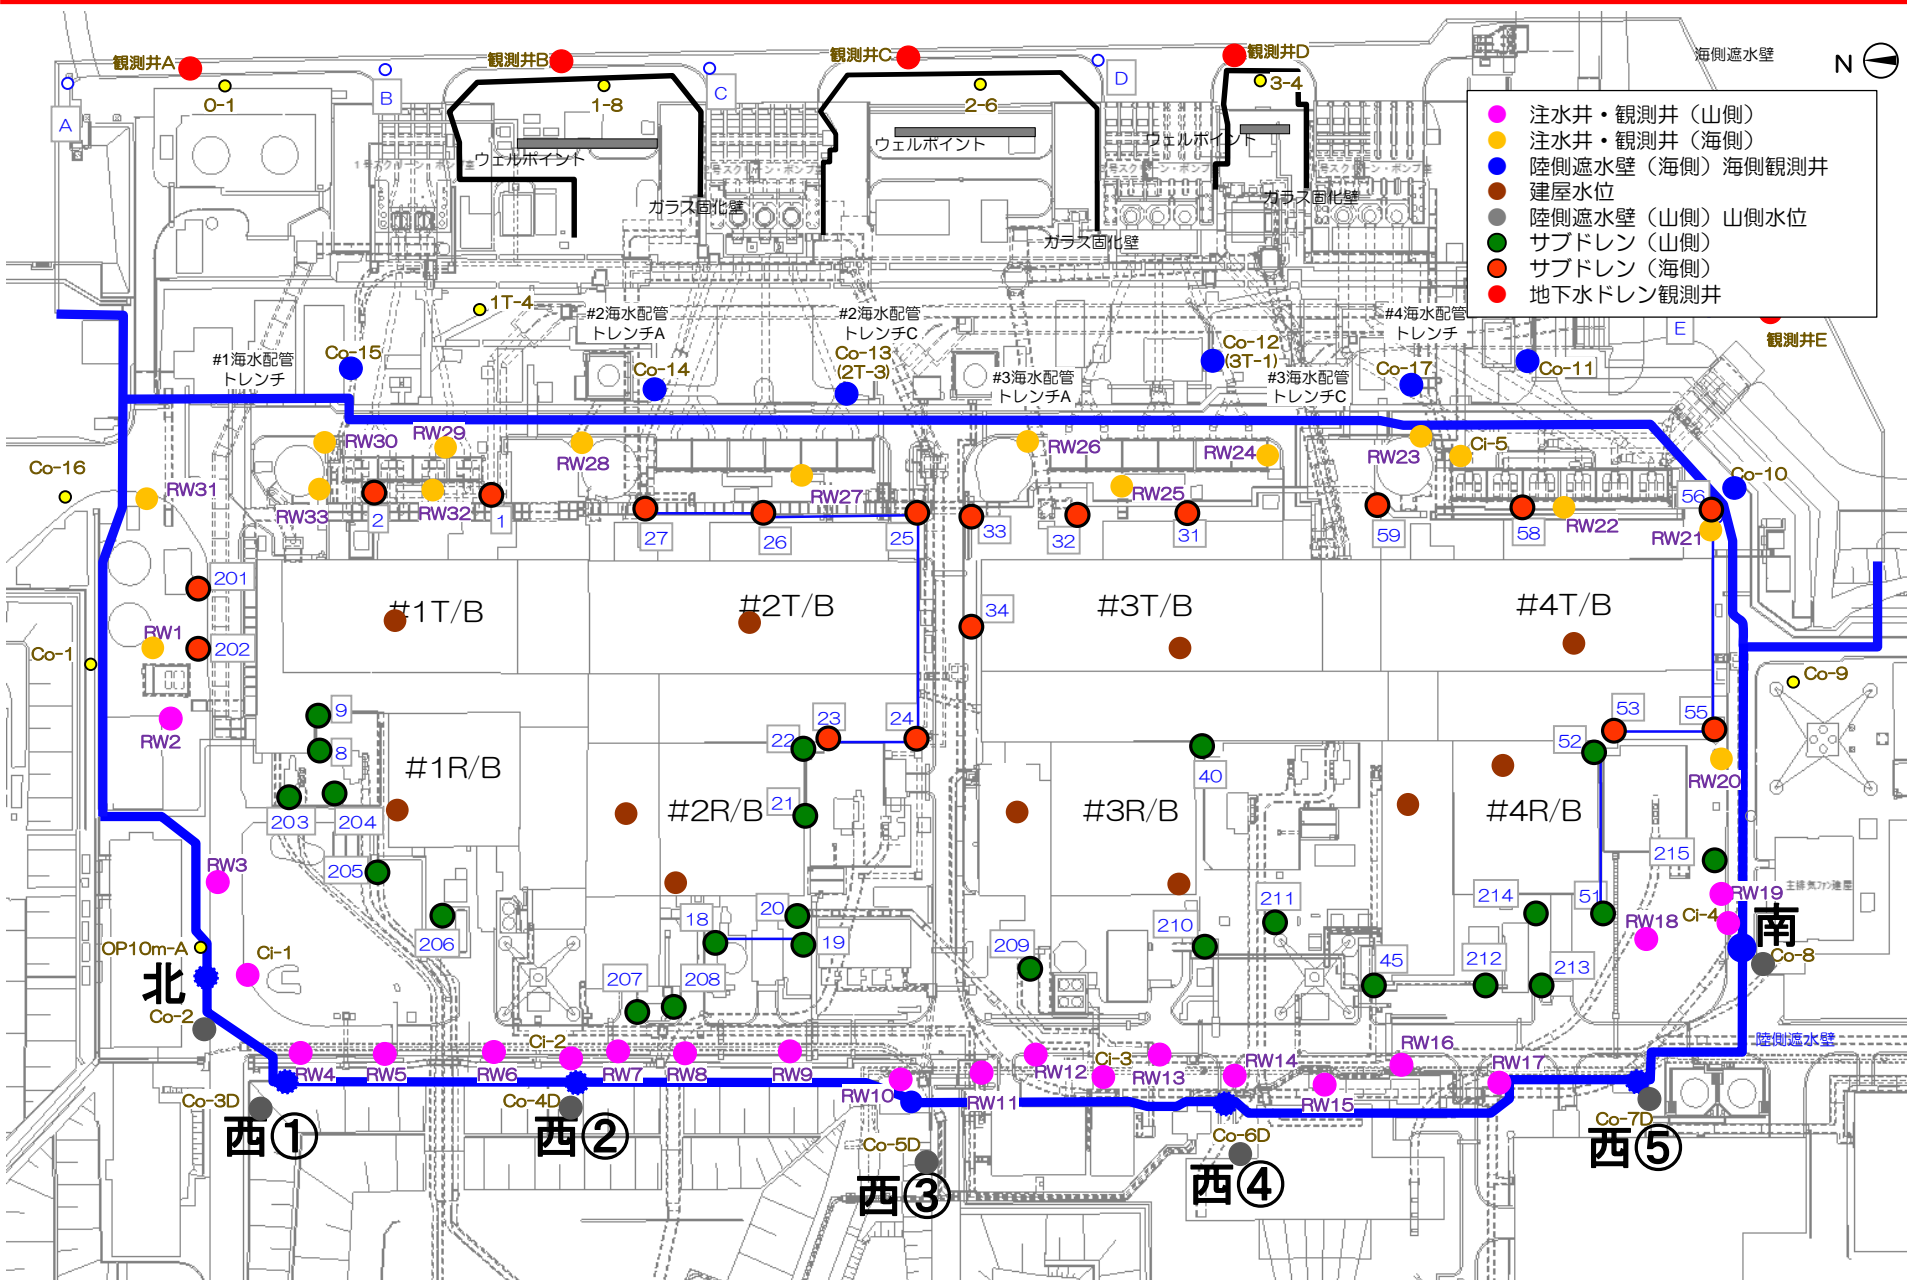 観測井A
観測井B
観測井C
観測井D
海側遮水壁
N
A
B
C
D
0-1
1-8
2-6
3-4
注水井・観測井（山側）
注水井・観測井（海側）
陸側遮水壁（海側）海側観測井
建屋水位
陸側遮水壁（山側）山側水位
サブドレン（山側）
サブドレン（海側）
地下水ドレン観測井
ウェルポイント
ウェルポイント
ウェルポイント
ガラス固化壁
ガラス固化壁
ガラス固化壁
1T-4
#2海水配管
トレンチA
#2海水配管
トレンチC
#4海水配管
トレンチ
E
観測井E
#1海水配管
トレンチ
Co-15
Co-14
Co-13
(2T-3)
#3海水配管
トレンチA
Co-12
(3T-1)
#3海水配管
トレンチC
Co-17
Co-11
RW30
RW29
RW28
RW26
RW24
RW23
Ci-5
Co-16
RW31
RW33
2
RW32
1
27
26
RW27
25
33
32
RW25
31
59
58
RW22
56
RW21
Co-10
201
RW1
202
Co-1
#1T/B
#2T/B
34
#3T/B
#4T/B
Co-9
RW2
9
8
203
204
#1R/B
22
23
24
21
#2R/B
40
#3R/B
52
53
55
RW20
#4R/B
RW3
205
206
215
RW19
OP10m-A
Ci-1
北
Co-2
18
20
19
207
208
209
210
211
45
212
213
214
51
RW18
Ci-4
南
Co-8
主排気ファン建屋
陸側遮水壁
RW4
RW5
RW6
Ci-2
RW7
RW8
RW9
RW10
RW11
RW12
Ci-3
RW13
RW14
RW15
RW16
RW17
Co-3D
西①
Co-4D
西②
Co-5D
西③
Co-6D
西④
Co-7D
西⑤